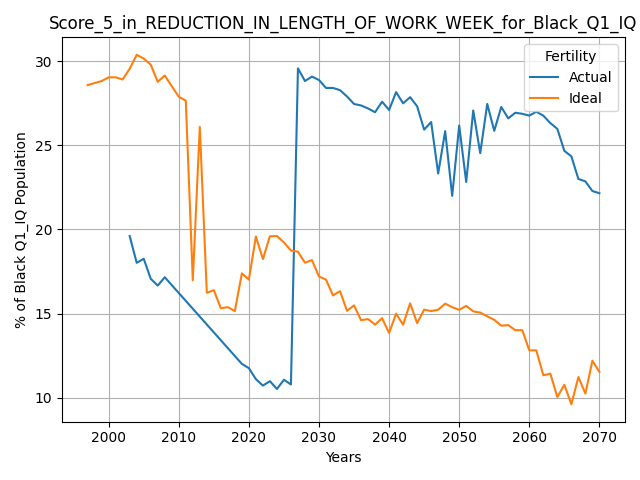 Score_5_in_REDUCTION_IN_LENGTH_OF_WORK_WEEK_for_Black_Q1_IQ
Fertility
Actual
Ideal
% of Black Q1_IQ Population
30
25
20
15
10
2000 2010 2020 2030 2040 2050 2060 2070
Years